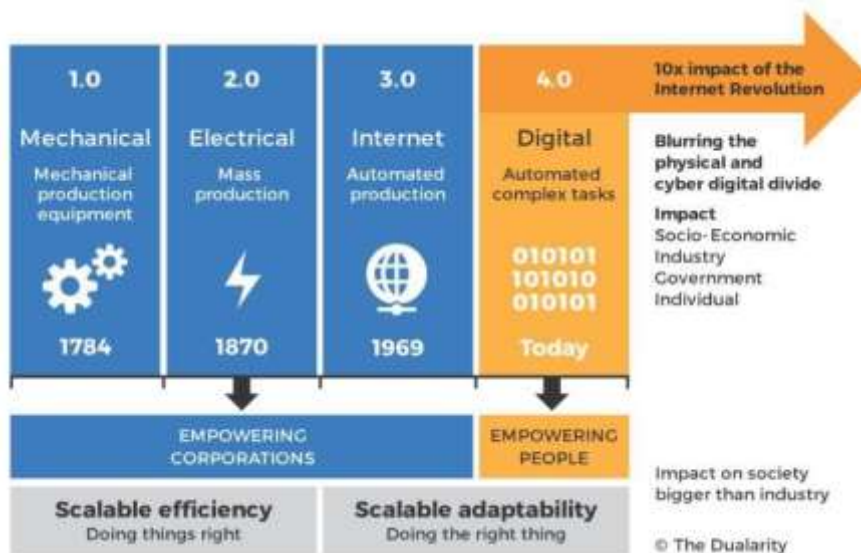 1.0
Mechanical
Mechanical
production
equipment
1784
2.0
Electrical
Mass
production
1870
3.0
Internet
Automated
production
1969
4.0
Digital
Automated
complex tasks
010101
101010
010101
Today
10x impact of the
Internet Revolution
Blurring the
physical and
cyber digital divide
Impact
Socio-Economic
Industry
Government
Individual
EMPOWERING
CORPORATIONS
EMPOWERING
PEOPLE
Scalable efficiency
Doing things right
Scalable adaptability
Doing the right thing
Impact on society
bigger than industry
© The Dualarity